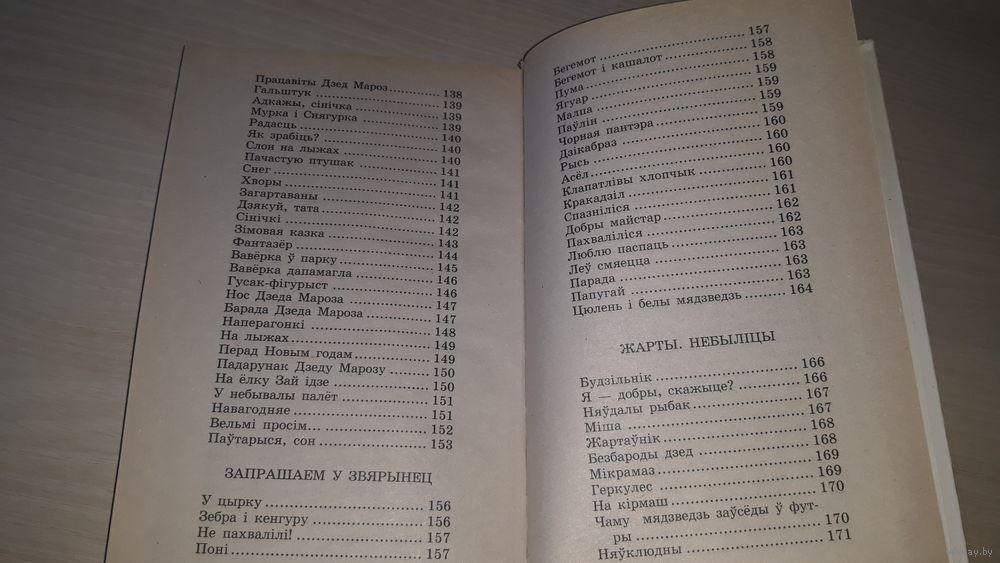 Працавіты Дзед Мароз 138
Гальштук 139
Адкажы, сінічка 139
Мурка і Снягурка 139
Радасць 140
Як зрабіць? 140
Слон на лыжах 140
Пачастую птушак 141
Снег 141
Хворы 141
Загартаваны 142
Дзякуй, тата 142
Сінічкі 142
Зімовая казка 143
Фантазёр 144
Вавёрка ў парку 145
Вавёрка дапамагла 146
Гусак-фігурыст 146
Нос Дзеда Мароза 147
Барада Дзеда Мароза 147
Наперагонкі 148
На лыжах 149
Перад Новым годам 149
Падарунак Дзеду Марозу 150
На ёлку Зай ідзе 150
У небывалы палёт 151
Навагодняе 151
Вельмі просім... 152
Паўтарыся, сон 153
ЗАПРАШАЕМ У ЗВЯРЫНЕЦ
У цырку 156
Зебра і кенгуру 156
Не пахвалілі! 157
Поні 157
Бегемот 157
Бегемот і кашалот 158
Пума 158
Ягуар 159
Малпа 159
Паўлін 159
Чорная пантэра 159
Дзікабраз 160
Рысь 160
Асёл 160
Клапатлівы хлопчык 160
Кракадзіл 161
Спазніліся 161
Добры майстар 162
Пахваліліся 162
Люблю паспаць 163
Леў смяецца 163
Парада 163
Папугай 163
Цюлень і белы мядзведзь 164
ЖАРТЫ. НЕБЫЛІЦЫ
Будзільнік 166
Я — добры, скажыце? 166
Няўдалы рыбак 167
Міша 167
Жартаўнік 168
Безбароды дзед 168
Мікрамаз 169
Геркулес 169
На кірмаш 170
Чаму мядзведзь заўсёды ў фут-
ры 170
Няўклюдны 171